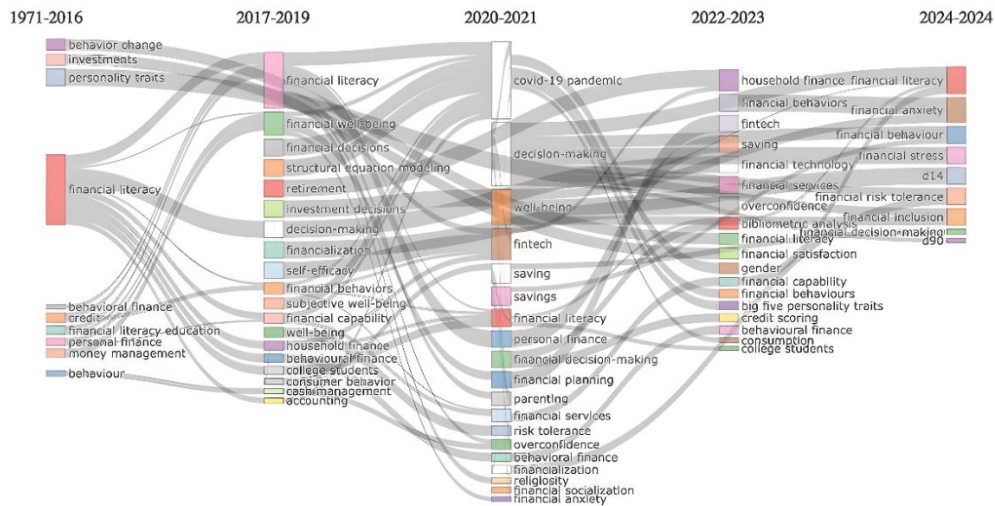 1971-2016
2017-2019
2020-2021
2022-2023
2024-2024
behavior change
investments
personality traits
financial literacy
behavioral finance
credit
financial literacy education
personal finance
money management
behaviour
financial literacy
financial wellsbeing
financial decisions
structural equation modeling
retirement
investment decisions
decision-making
financialization
self-efficacy
financial behaviors
subjective well-being
financial capability
well-being
household finance
behavioural finance
college students
consumer behavior
cash management
accounting
covid-19 pandemic
decision-making
well-being
fintech
saving
savings
financial literacy
personal finance
financial decision-making
financial planning
parenting
financial services
risk tolerance
overconfidence
behavioral finance
financialization
religiosity
financial socialization
financial anxiety
household finance
financial behaviors
fintech
saving
financial technology
financial services
overconfidence
bibliometric analysis
financial literacy
financial satisfaction
gender
financial capability
financial behaviours
big five personality traits
credit scoring
behavioural finance
consumption
college students
financial literacy
financial anxiety
financial behaviour
financial stress
d14
financial risk tolerance
financial inclusion
financial decision-making
d90